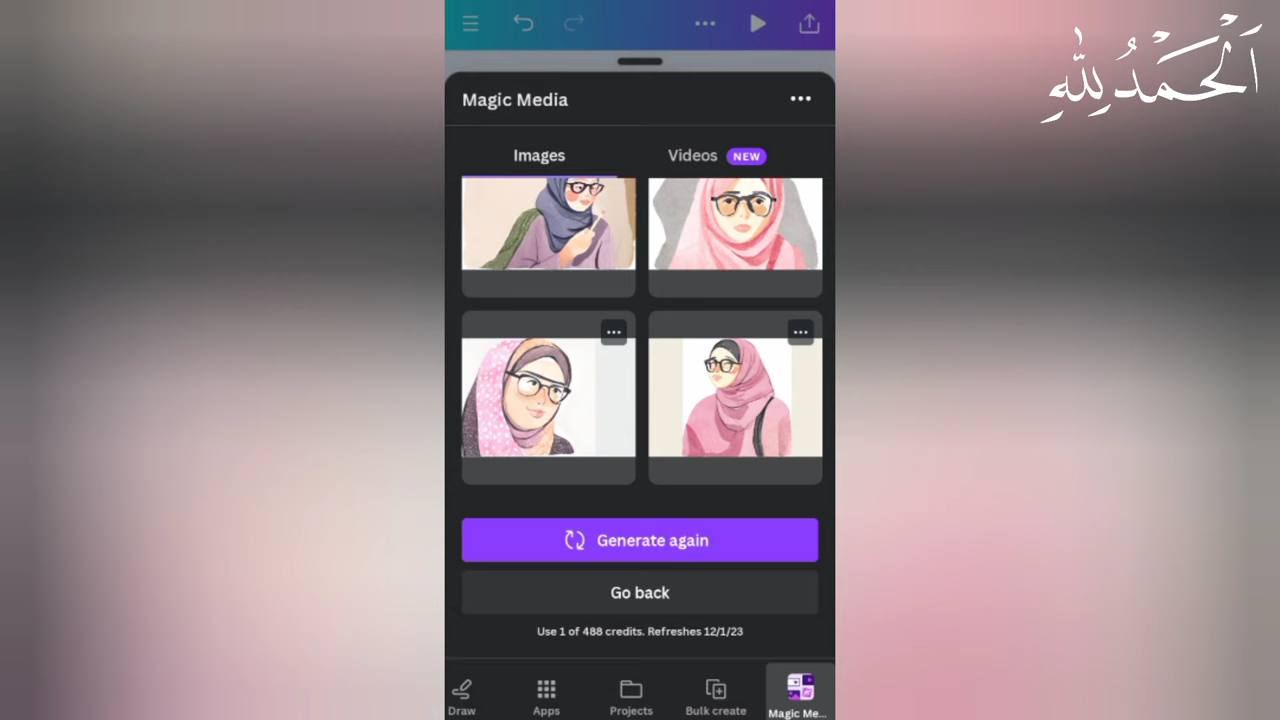 اَلْحَمْدُلِلّٰهِ
Magic Media
Images
Videos NEW
Generate again
Go back
Use 1 of 488 credits. Refreshes 12/1/23
Draw
Apps
Projects
Bulk create
Magic Me...